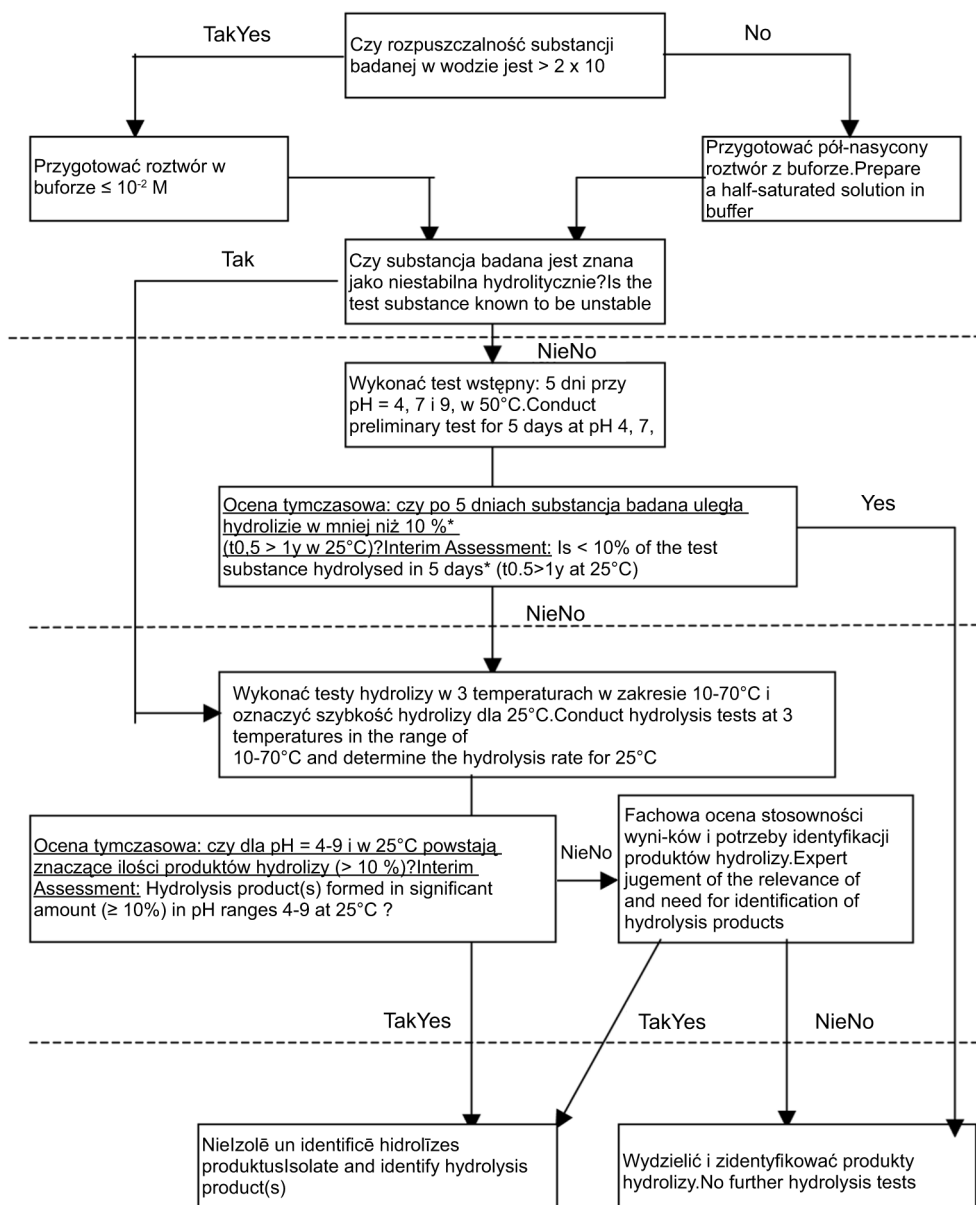 TakYes
No
Czy rozpuszczalność substancji
badanej w wodzie jest > 2 x 10
Przygotować roztwór w
buforze ≤ 10⁻² M
Przygotować pół-nasycony
roztwór z buforze.Prepare
a half-saturated solution in
buffer
Tak
Czy substancja badana jest znana
jako niestabilna hydrolitycznie?Is the
test substance known to be unstable
NieNo
Wykonać test wstępny: 5 dni przy
pH = 4, 7 i 9, w 50°C.Conduct
preliminary test for 5 days at pH 4, 7,
Ocena tymczasowa: czy po 5 dniach substancja badana uległa
hydrolizie w mniej niż 10 %*
(t0,5 > 1y w 25°C)?Interim Assessment: Is < 10% of the test
substance hydrolysed in 5 days* (t0.5>1y at 25°C)
Yes
NieNo
Wykonać testy hydrolizy w 3 temperaturach w zakresie 10-70°C i
oznaczyć szybkość hydrolizy dla 25°C.Conduct hydrolysis tests at 3
temperatures in the range of
10-70°C and determine the hydrolysis rate for 25°C
Ocena tymczasowa: czy dla pH = 4-9 i w 25°C powstają
znaczące ilości produktów hydrolizy (> 10 %)?Interim
Assessment: Hydrolysis product(s) formed in significant
amount (≥ 10%) in pH ranges 4-9 at 25°C ?
NieNo
Fachowa ocena stosowności
wyni-ków i potrzeby identyfikacji
produktów hydrolizy.Expert
jugement of the relevance of
and need for identification of
hydrolysis products
TakYes
TakYes
NieNo
NieIzolē un identificē hidrolīzes
produktusIsolate and identify hydrolysis
product(s)
Wydzielić i zidentyfikować produkty
hydrolizy.No further hydrolysis tests